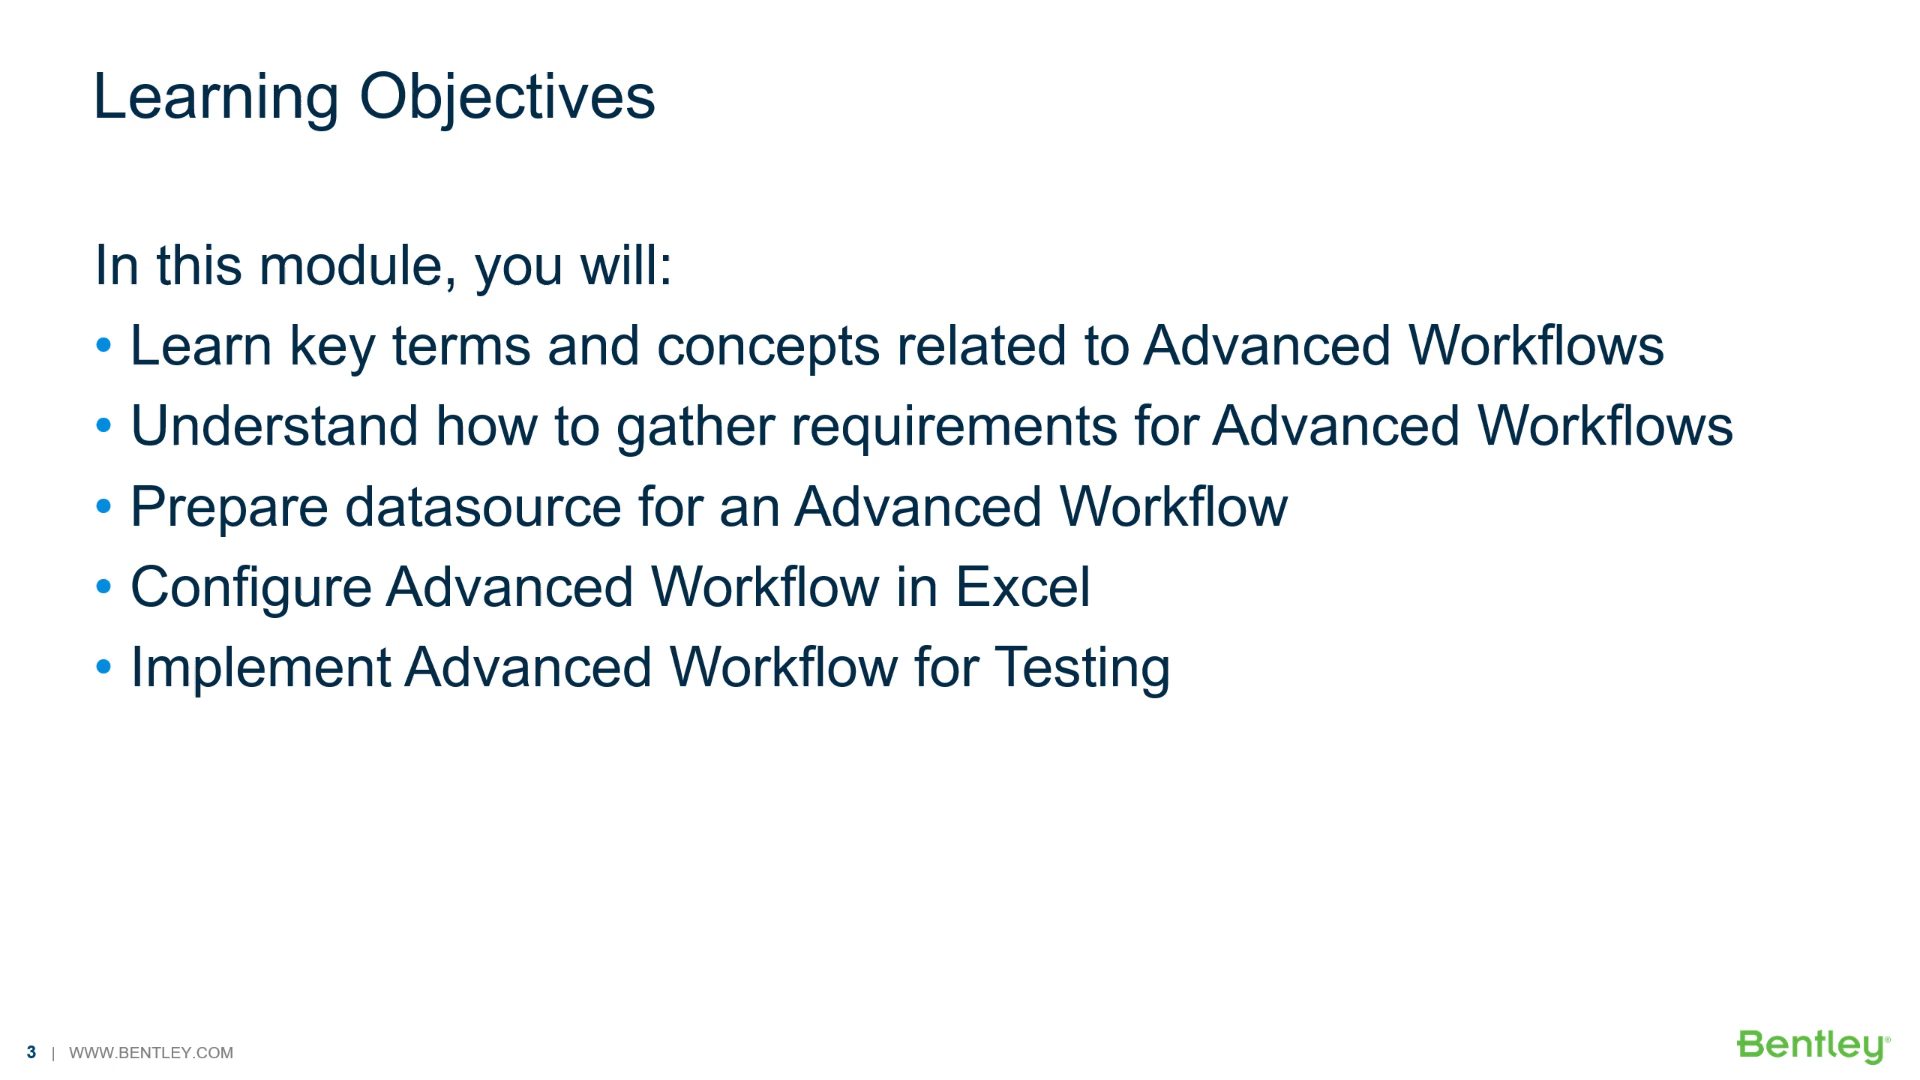 Learning Objectives
In this module, you will:
• Learn key terms and concepts related to Advanced Workflows
• Understand how to gather requirements for Advanced Workflows
• Prepare datasource for an Advanced Workflow
• Configure Advanced Workflow in Excel
• Implement Advanced Workflow for Testing
3 | WWW.BENTLEY.COM
Bentley®